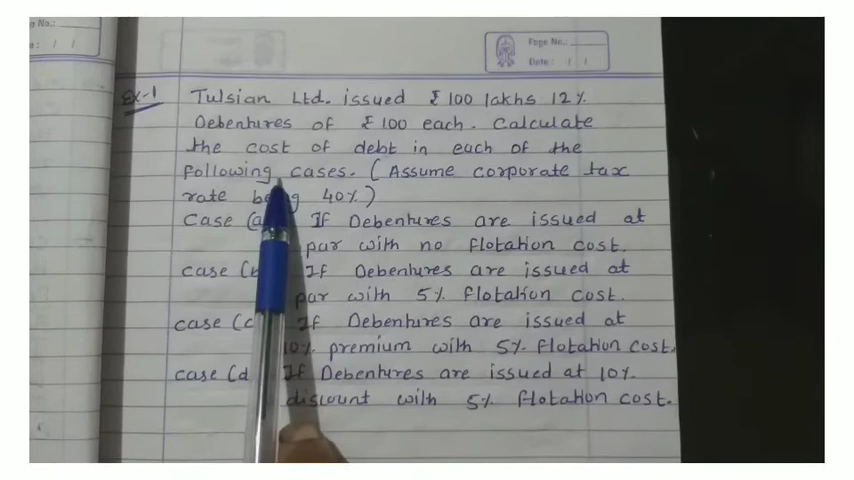 e No.:
e: / /
Page No.:
Date: / /
Ex-1
Tulsian Ltd. issued ₹100 lakhs 12%
Debentures of ₹100 each. Calculate
the cost of debt in each of the
following cases. (Assume corporate tax
rate being 40%)
Case (a) If Debentures are issued at
par with no flotation cost.
case (b) If Debentures are issued at
par with 5% flotation cost.
case (c) If Debentures are issued at
10% premium with 5% flotation cost.
case (d If Debentures are issued at 10%
discount with 5% flotation cost.